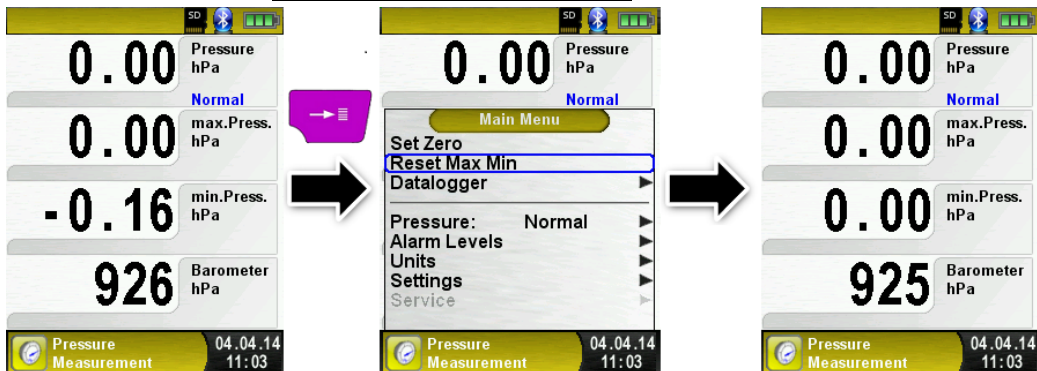 SD
0.00 Pressure
hPa
Normal
0.00 max.Press.
hPa
-0.16 min.Press.
hPa
926 Barometer
hPa
Pressure 04.04.14
Measurement 11:03
SD
0.00 Pressure
hPa
Normal
Main Menu
Set Zero
Reset Max Min
Datalogger
Pressure: Normal
Alarm Levels
Units
Settings
Service
Pressure 04.04.14
Measurement 11:03
SD
0.00 Pressure
hPa
Normal
0.00 max.Press.
hPa
0.00 min.Press.
hPa
925 Barometer
hPa
Pressure 04.04.14
Measurement 11:03